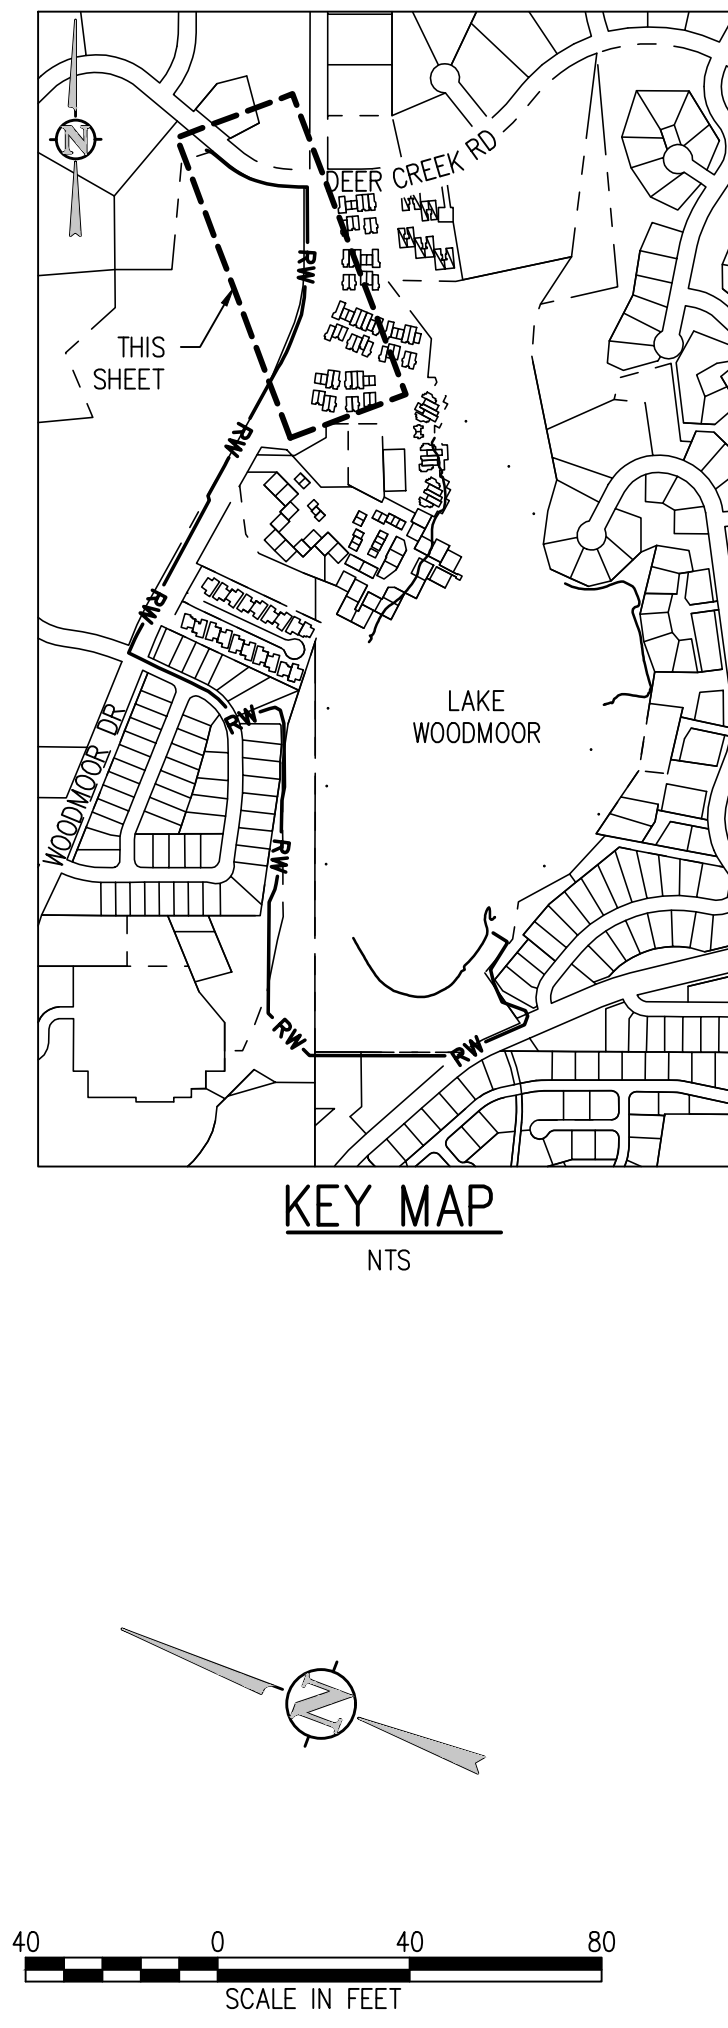 N
DEER CREEK RD
RW
THIS
SHEET
RW
RW
LAKE
WOODMOOR
RW
WOODMOOR DR
RW
RW
RW
KEY MAP
NTS
N
40 0 40 80
SCALE IN FEET